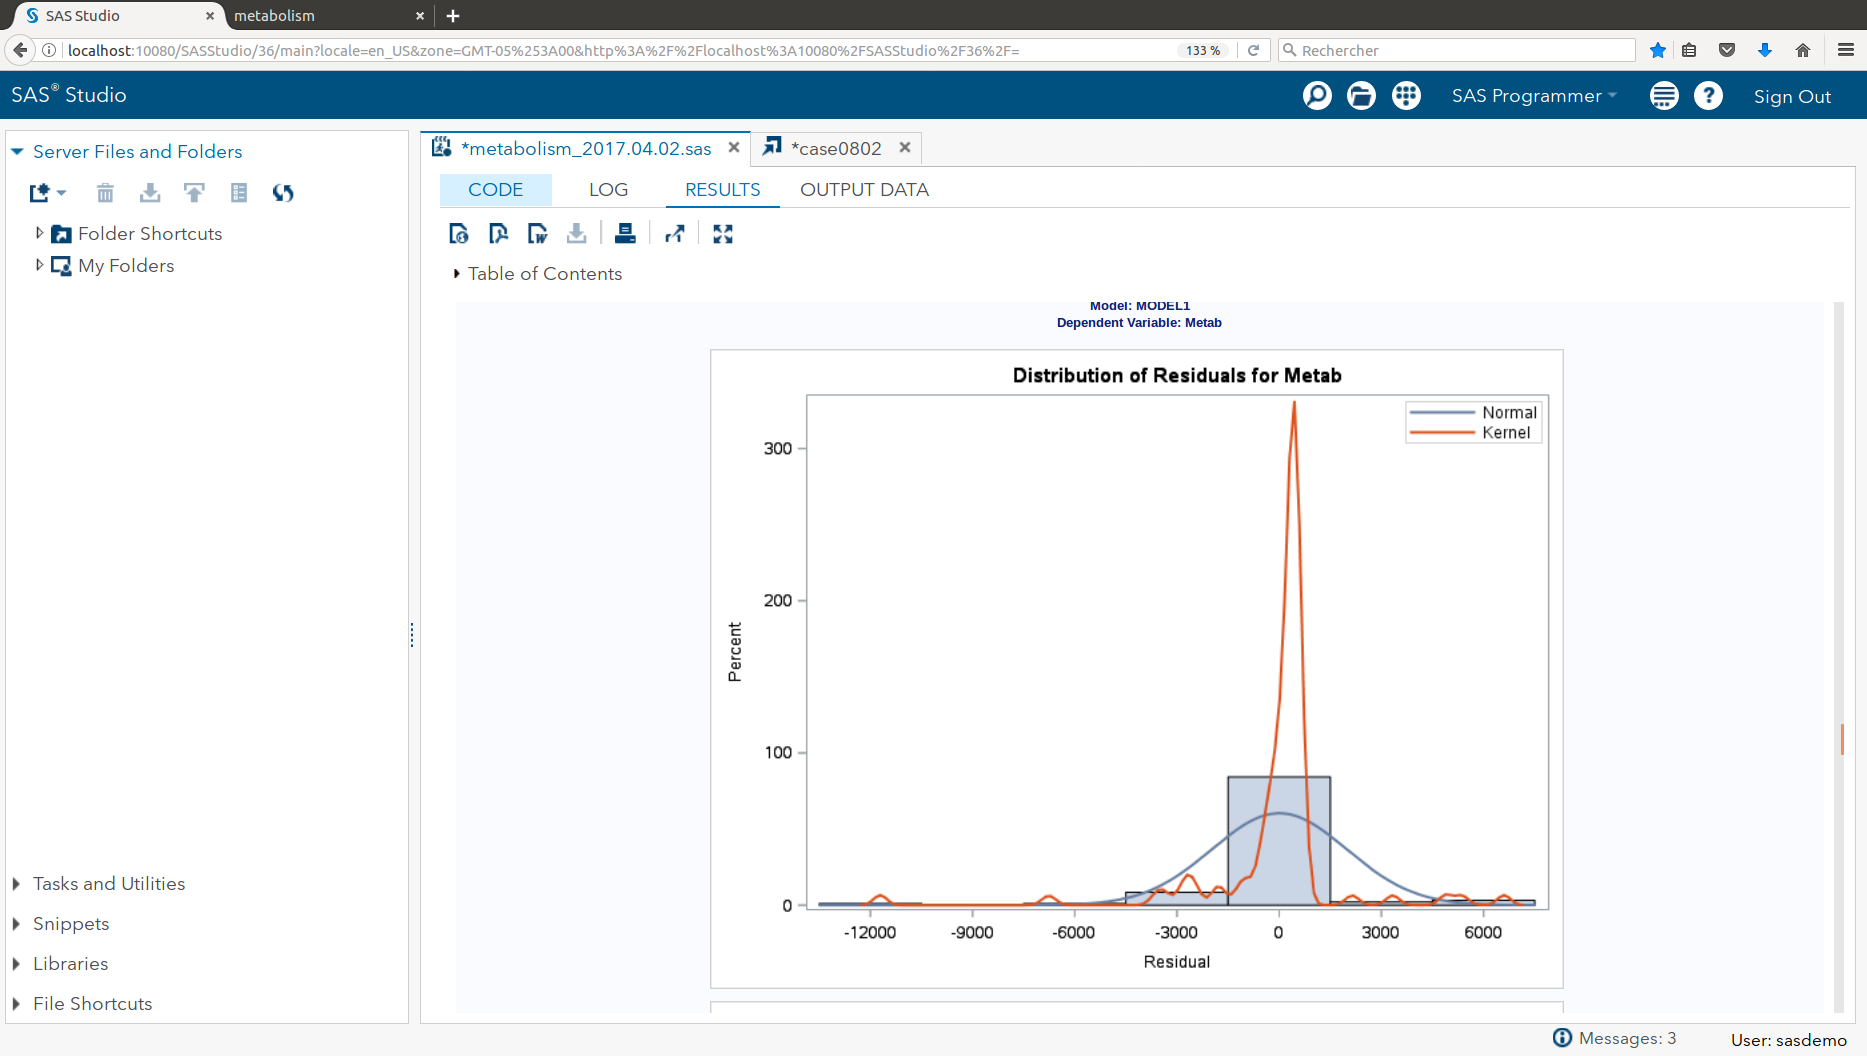 SAS Studio
metabolism
localhost:10080/SASStudio/36/main?locale=en_US&zone=GMT-05%253A00&http%3A%2F%2Flocalhost%3A10080%2FSASStudio%2F36%2F=
133 %
Rechercher
SAS® Studio
SAS Programmer
Sign Out
Server Files and Folders
Folder Shortcuts
My Folders
Tasks and Utilities
Snippets
Libraries
File Shortcuts
*metabolism_2017.04.02.sas
*case0802
CODE LOG RESULTS OUTPUT DATA
Table of Contents
Model: MODEL1
Dependent Variable: Metab
Distribution of Residuals for Metab
Normal
Kernel
300
200
100
0
Percent
-12000 -9000 -6000 -3000 0 3000 6000
Residual
Messages: 3
User: sasdemo